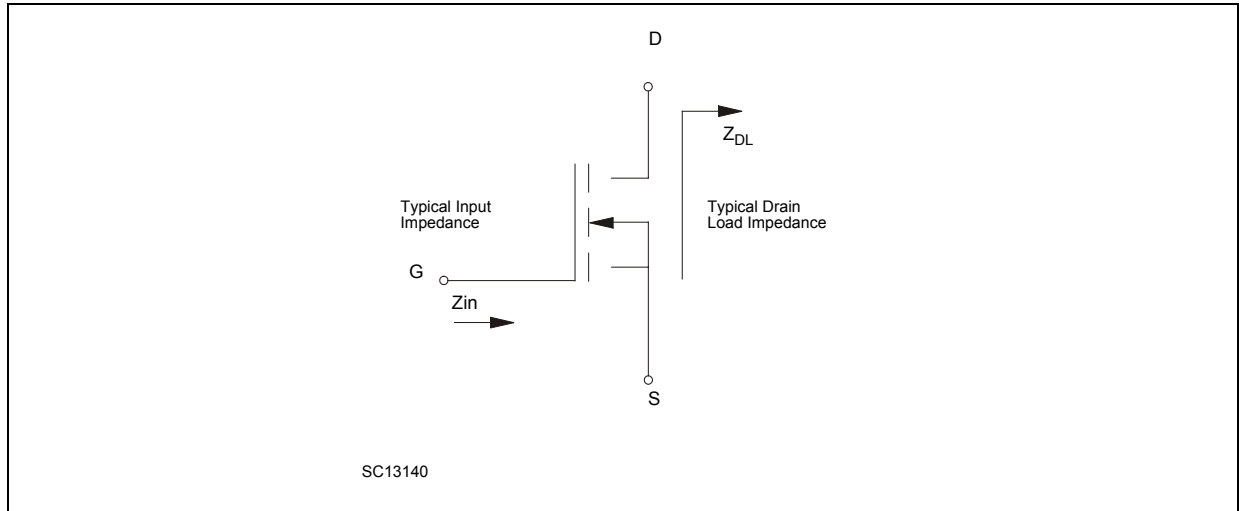 D
Z_DL
Typical Input
Impedance
Typical Drain
Load Impedance
G
Zin
S
SC13140